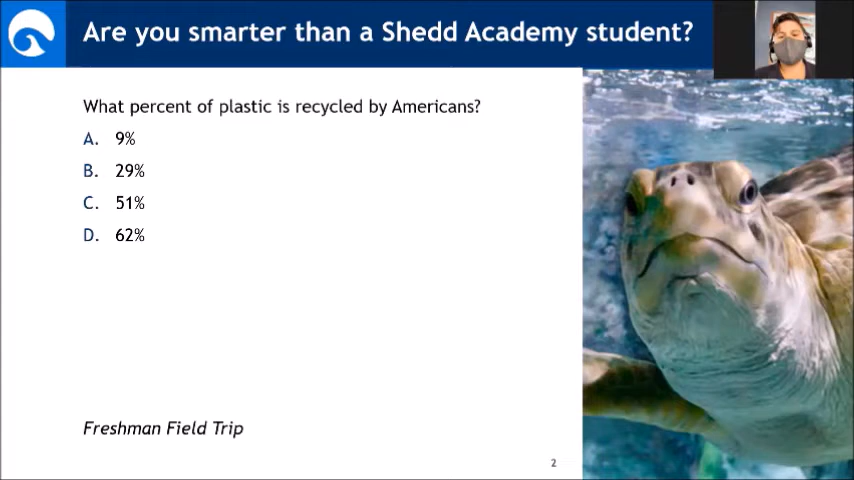 Are you smarter than a Shedd Academy student?
What percent of plastic is recycled by Americans?
A. 9%
B. 29%
C. 51%
D. 62%
Freshman Field Trip
2